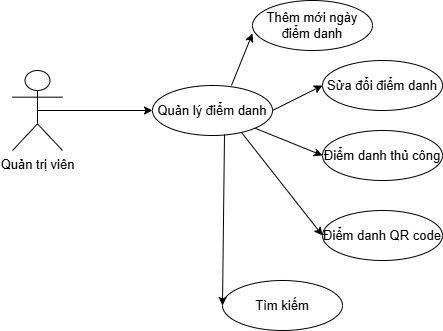 Thêm mới ngày
điểm danh
Sửa đổi điểm danh
Quản lý điểm danh
Điểm danh thủ công
Quản trị viên
Điểm danh QR code
Tìm kiếm